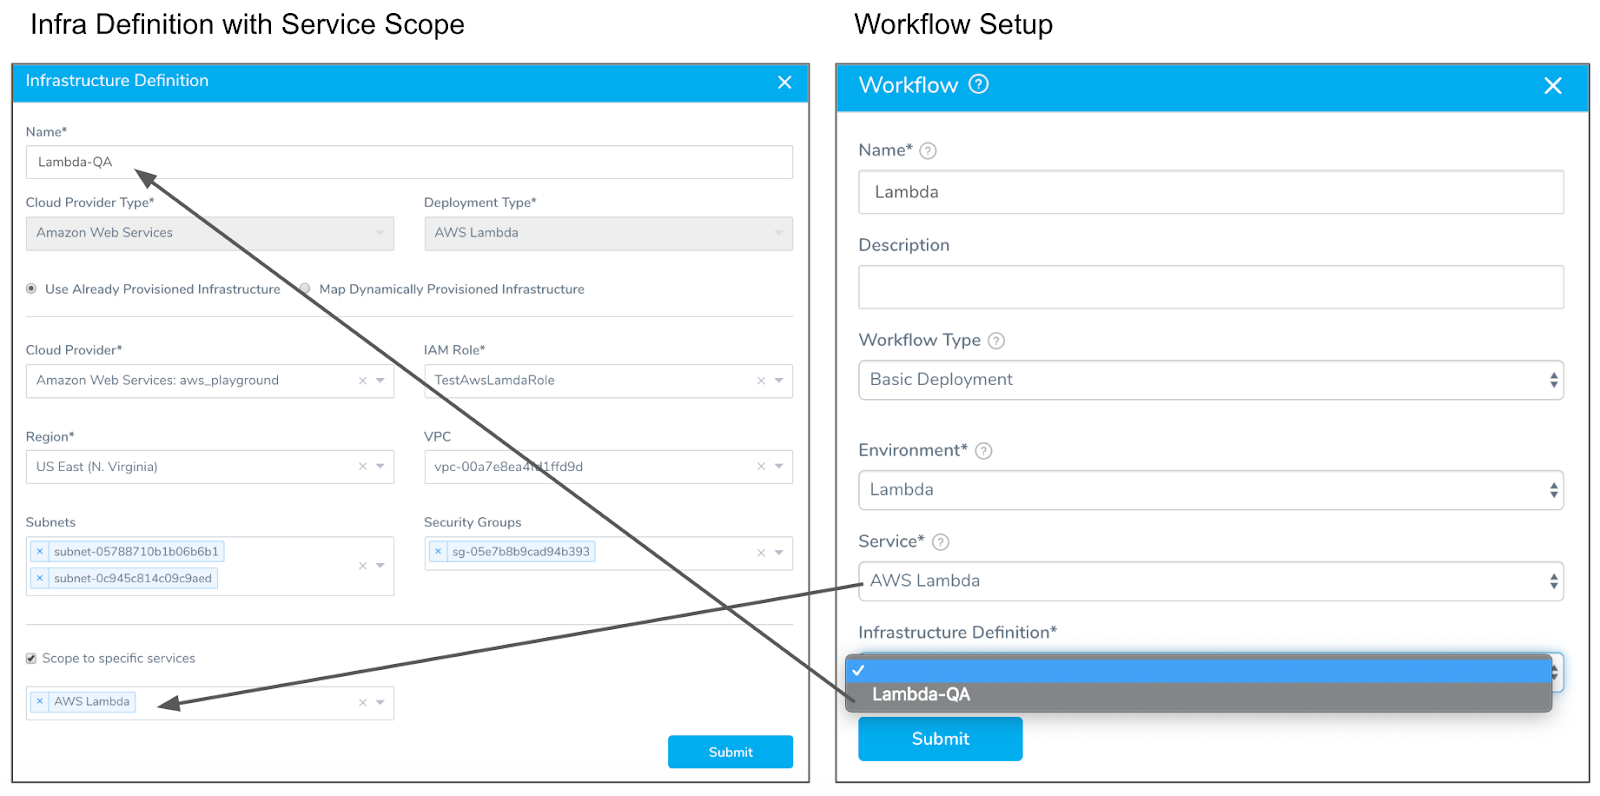 Infra Definition with Service Scope
Infrastructure Definition
Name*
Lambda-QA
Cloud Provider Type*
Deployment Type*
Amazon Web Services
AWS Lambda
Use Already Provisioned Infrastructure
Map Dynamically Provisioned Infrastructure
Cloud Provider*
IAM Role*
Amazon Web Services: aws_playground
TestAwsLamdaRole
Region*
VPC
US East (N. Virginia)
Subnets
Security Groups
subnet-05788710b1b06b6b1
subnet-0c945c814c09c9aed
sg-05e7b8b9cad94b393
Scope to specific services
AWS Lambda
Submit
Workflow Setup
Workflow ?
Name* ?
Lambda
Description
Workflow Type ?
Basic Deployment
Environment* ?
Lambda
Service* ?
AWS Lambda
Infrastructure Definition*
Lambda-QA
Submit